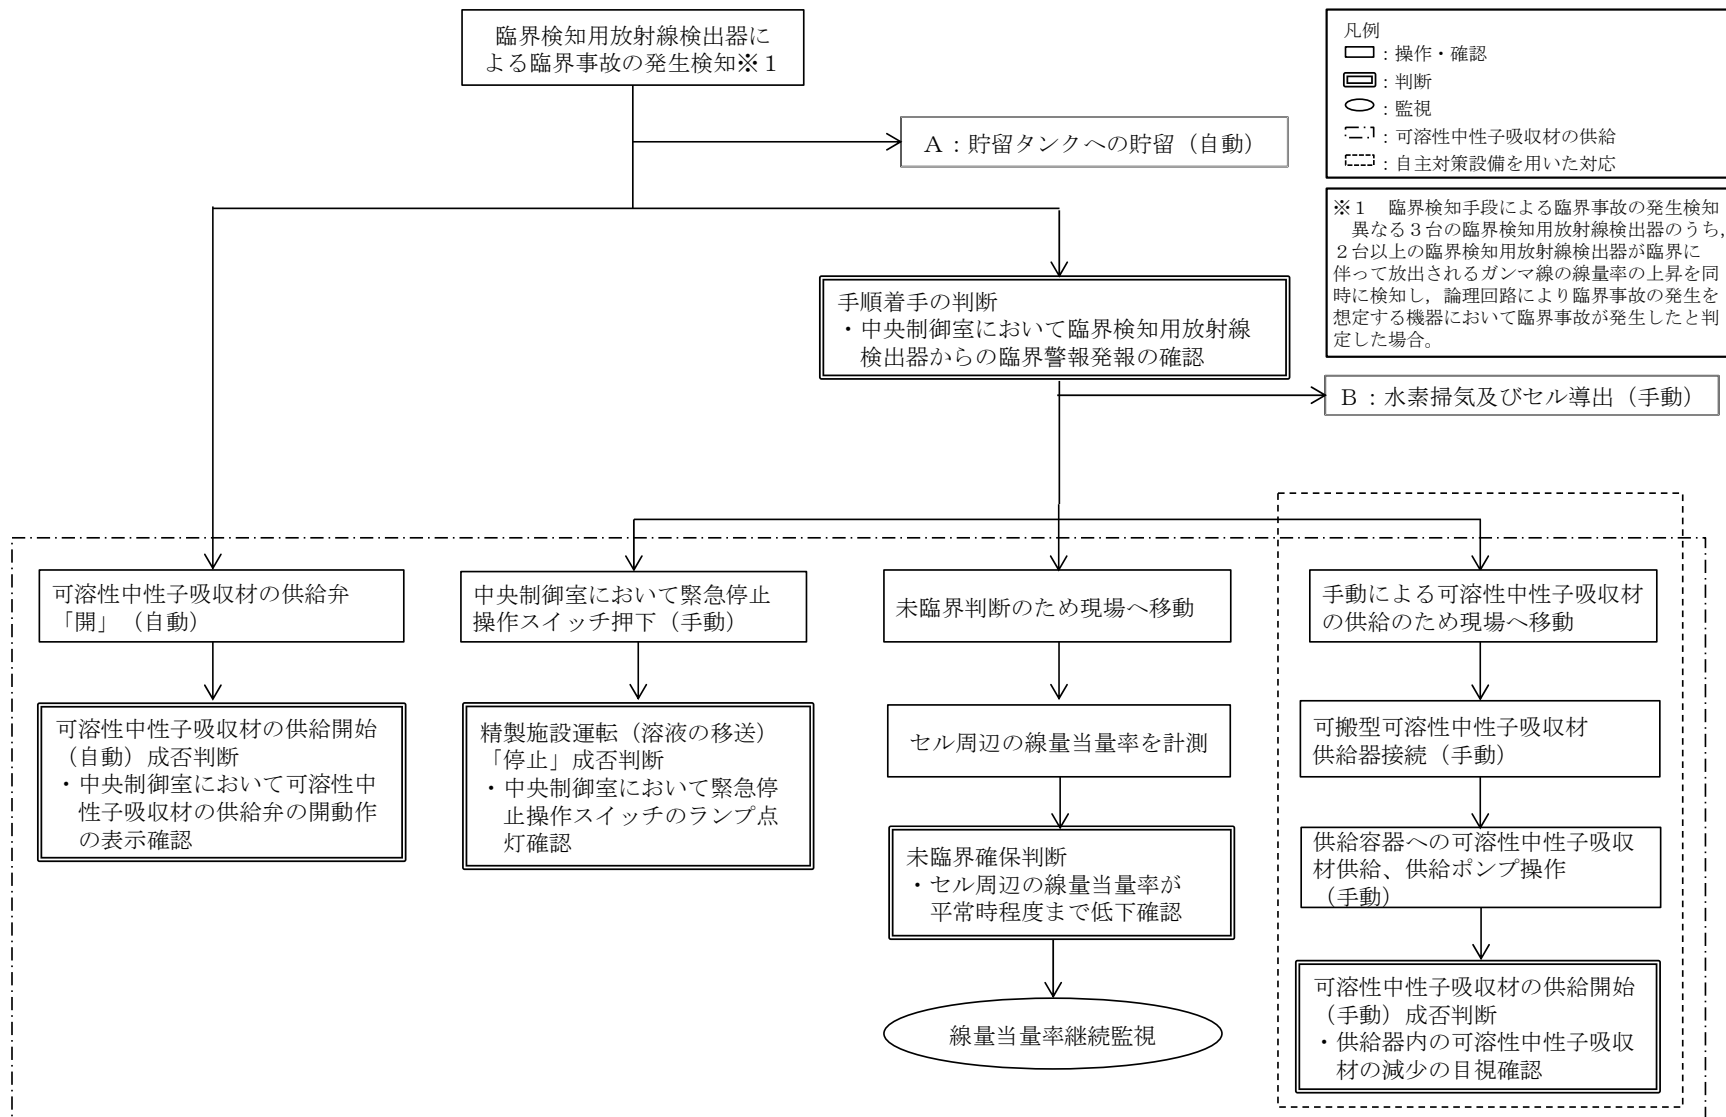 臨界検知用放射線検出器に
よる臨界事故の発生検知※１
凡例
：操作・確認
：判断
：監視
：可溶性中性子吸収材の供給
：自主対策設備を用いた対応
Ａ：貯留タンクへの貯留（自動）
※１　臨界検知手段による臨界事故の発生検知
異なる３台の臨界検知用放射線検出器のうち，
２台以上の臨界検知用放射線検出器が臨界に
伴って放出されるガンマ線の線量率の上昇を同
時に検知し，論理回路により臨界事故の発生を
想定する機器において臨界事故が発生したと判
定した場合。
手順着手の判断
・中央制御室において臨界検知用放射線
検出器からの臨界警報発報の確認
Ｂ：水素掃気及びセル導出（手動）
可溶性中性子吸収材の供給弁
「開」（自動）
可溶性中性子吸収材の供給開始
（自動）成否判断
・中央制御室において可溶性中
性子吸収材の供給弁の開動作
の表示確認
中央制御室において緊急停止
操作スイッチ押下（手動）
精製施設運転（溶液の移送）
「停止」成否判断
・中央制御室において緊急停
止操作スイッチのランプ点
灯確認
未臨界判断のため現場へ移動
セル周辺の線量当量率を計測
未臨界確保判断
・セル周辺の線量当量率が
平常時程度まで低下確認
線量当量率継続監視
手動による可溶性中性子吸収材
の供給のため現場へ移動
可搬型可溶性中性子吸収材
供給器接続（手動）
供給容器への可溶性中性子吸収
材供給、供給ポンプ操作
（手動）
可溶性中性子吸収材の供給開始
（手動）成否判断
・供給器内の可溶性中性子吸収
材の減少の目視確認